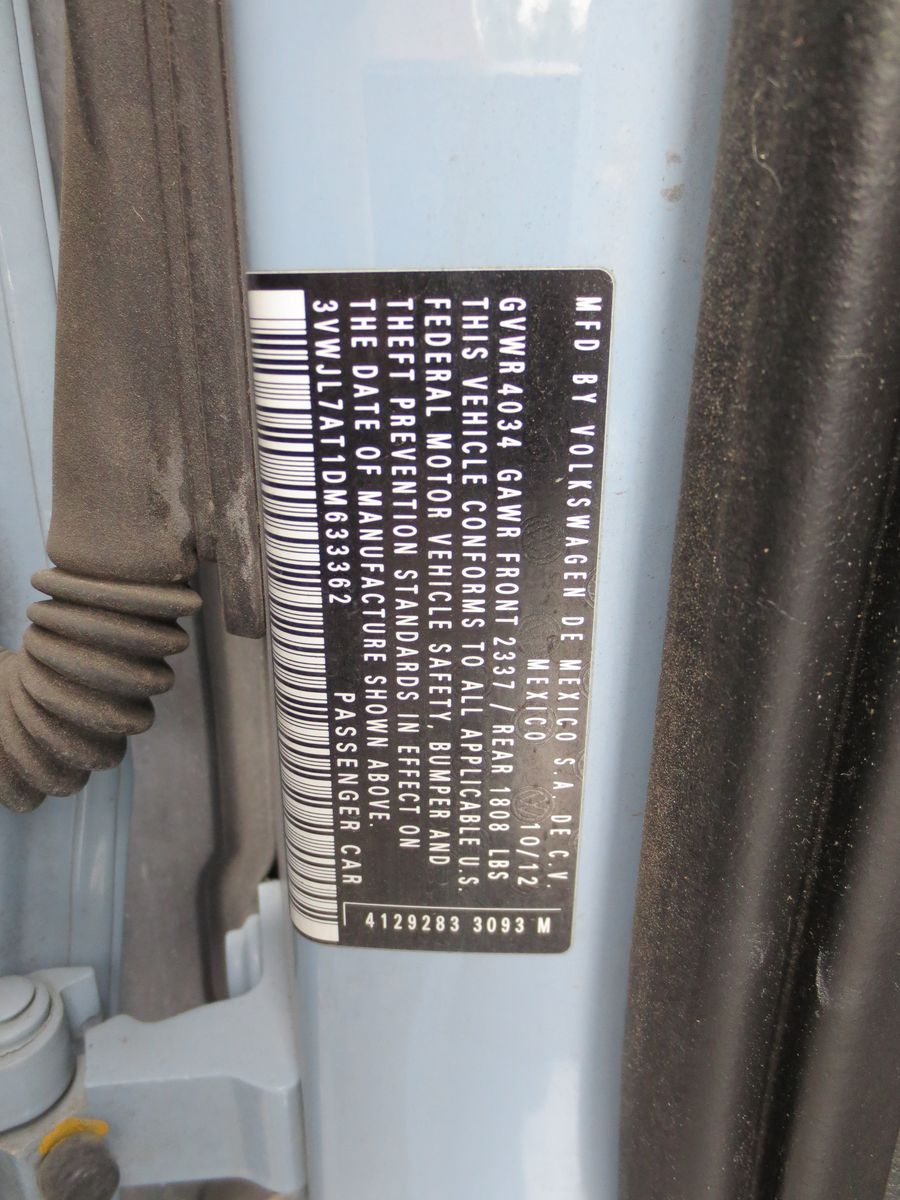 MFD BY VOLKSWAGEN DE MEXICO S.A. DE C.V.
MEXICO 10/12
GVWR 4034 GAWR FRONT 2337 / REAR 1808 LBS
THIS VEHICLE CONFORMS TO ALL APPLICABLE U.S.
FEDERAL MOTOR VEHICLE SAFETY, BUMPER AND
THEFT PREVENTION STANDARDS IN EFFECT ON
THE DATE OF MANUFACTURE SHOWN ABOVE.
3VWJL7AT1DM633362 PASSENGER CAR
4129283 3093 M